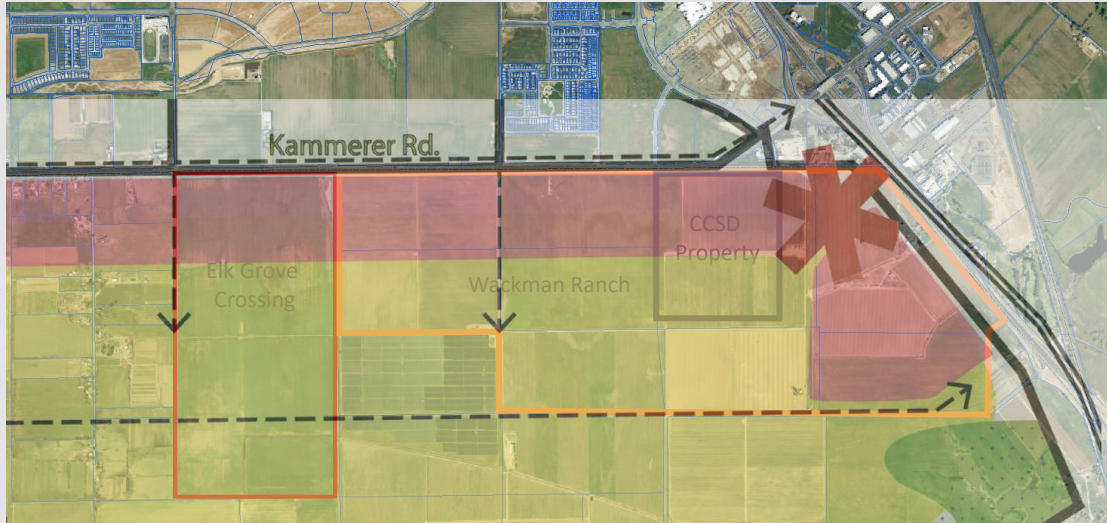 Kammerer Rd.
CCSD
Property
Elk Grove
Crossing
Wackman Ranch